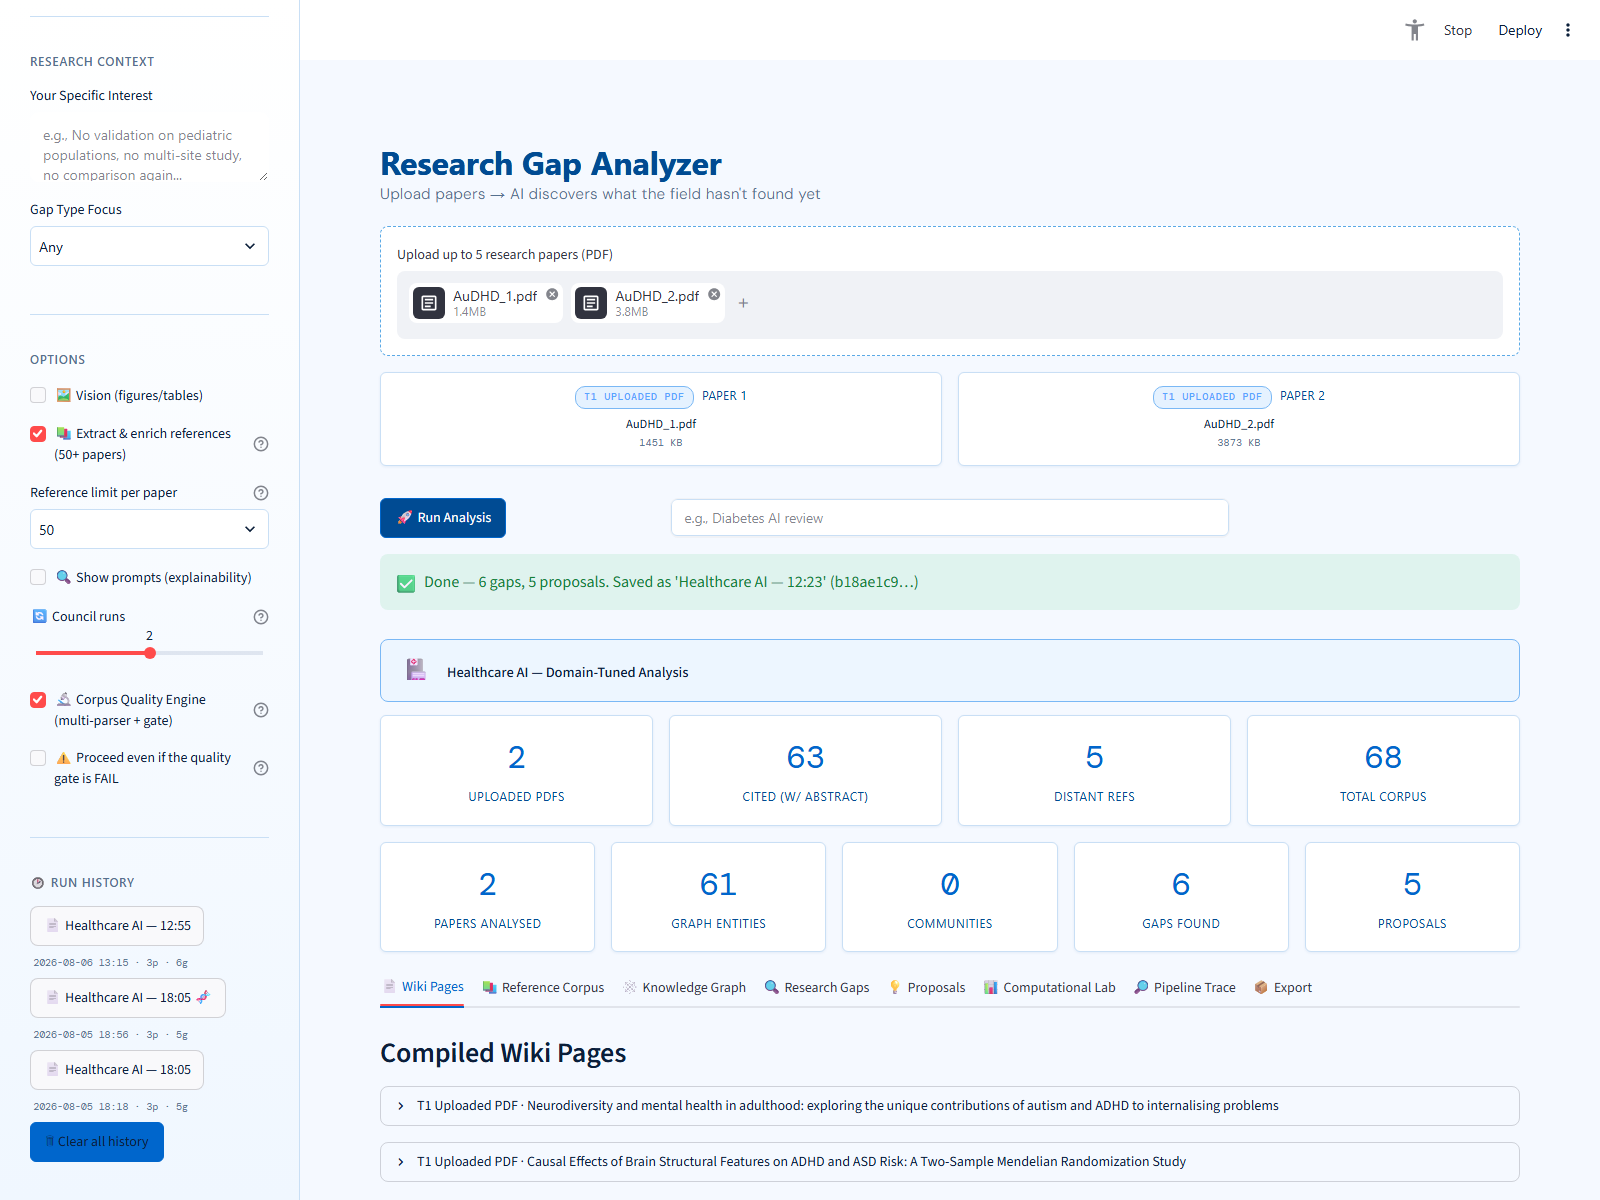 RESEARCH CONTEXT
Your Specific Interest
e.g., No validation on pediatric
populations, no multi-site study,
no comparison again...
Gap Type Focus
Any
OPTIONS
Vision (figures/tables)
Extract & enrich references
(50+ papers)
Reference limit per paper
50
Show prompts (explainability)
Council runs
2
Corpus Quality Engine
(multi-parser + gate)
Proceed even if the quality
gate is FAIL
RUN HISTORY
Healthcare AI — 12:55
2026-08-06 13:15 · 3p · 6g
Healthcare AI — 18:05
2026-08-05 18:56 · 3p · 5g
Healthcare AI — 18:05
2026-08-05 18:18 · 3p · 5g
Clear all history
Stop Deploy
Research Gap Analyzer
Upload papers → AI discovers what the field hasn't found yet
Upload up to 5 research papers (PDF)
AuDHD_1.pdf
1.4MB
AuDHD_2.pdf
3.8MB
+
T1 UPLOADED PDF PAPER 1
AuDHD_1.pdf
1451 KB
T1 UPLOADED PDF PAPER 2
AuDHD_2.pdf
3873 KB
Run Analysis
e.g., Diabetes AI review
Done — 6 gaps, 5 proposals. Saved as 'Healthcare AI — 12:23' (b18ae1c9…)
Healthcare AI — Domain-Tuned Analysis
2
UPLOADED PDFS
63
CITED (W/ ABSTRACT)
5
DISTANT REFS
68
TOTAL CORPUS
2
PAPERS ANALYSED
61
GRAPH ENTITIES
0
COMMUNITIES
6
GAPS FOUND
5
PROPOSALS
Wiki Pages Reference Corpus Knowledge Graph Research Gaps Proposals Computational Lab Pipeline Trace Export
Compiled Wiki Pages
T1 Uploaded PDF · Neurodiversity and mental health in adulthood: exploring the unique contributions of autism and ADHD to internalising problems
T1 Uploaded PDF · Causal Effects of Brain Structural Features on ADHD and ASD Risk: A Two-Sample Mendelian Randomization Study